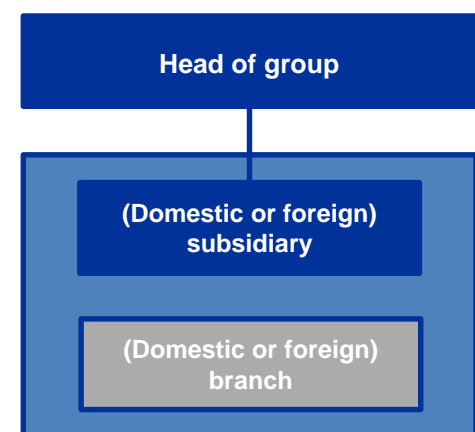 Head of group
(Domestic or foreign)
subsidiary
(Domestic or foreign)
branch